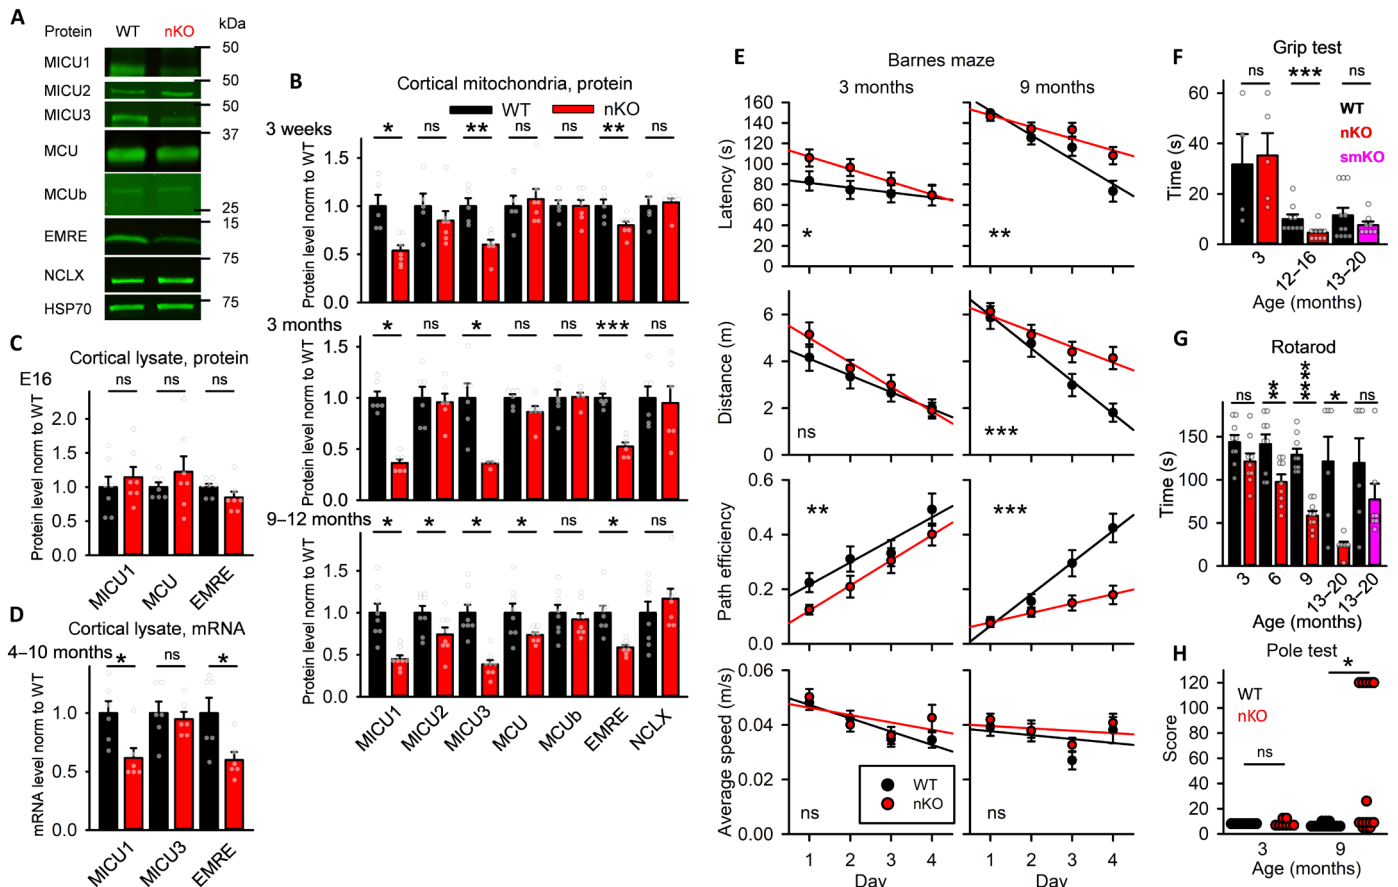 A
Protein WT nKO kDa
MICU1 50
MICU2 50
MICU3 50
37
MCU
MCUb
25
EMRE 15
75
NCLX
HSP70 75
B
Cortical mitochondria, protein
WT nKO
3 weeks
* ns ** ns ns ** ns
Protein level norm to WT
1.5
1.0
0.5
0.0
3 months
* ns * ns ns *** ns
Protein level norm to WT
1.5
1.0
0.5
0.0
9–12 months
* * * * ns * ns
Protein level norm to WT
1.5
1.0
0.5
0.0
MICU1 MICU2 MICU3 MCU MCUb EMRE NCLX
C
Cortical lysate, protein
E16
ns ns ns
Protein level norm to WT
2.0
1.5
1.0
0.5
0.0
MICU1 MCU EMRE
D
Cortical lysate, mRNA
4–10 months
* ns *
mRNA level norm to WT
1.0
0.5
0.0
MICU1 MICU3 EMRE
E
Barnes maze
3 months 9 months
Latency (s)
160
140
120
100
80
60
40
20
0
* **
Distance (m)
6
4
2
0
ns ***
Path efficiency
0.6
0.4
0.2
0.0
** ***
Average speed (m/s)
0.06
0.04
0.02
0.00
ns ns
WT
nKO
1 2 3 4 1 2 3 4
Day Day
F
Grip test
ns *** ns
Time (s)
80
60
40
20
0
WT
nKO
smKO
3 12–16 13–20
Age (months)
G
Rotarod
ns ** **** * ns
Time (s)
150
100
50
0
3 6 9 13–20 13–20
Age (months)
H
Pole test
*
WT
nKO
ns
Score
120
100
80
60
40
20
0
3 9
Age (months)